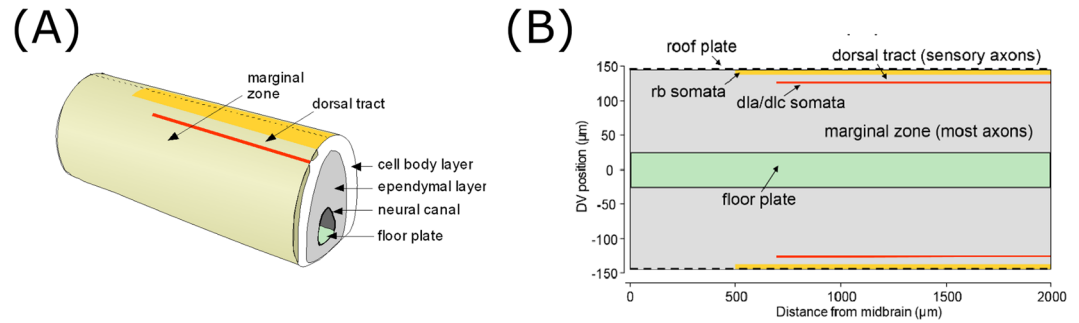 (A)
marginal
zone
dorsal tract
cell body layer
ependymal layer
neural canal
floor plate
(B)
roof plate
dorsal tract (sensory axons)
rb somata
dla/dlc somata
marginal zone (most axons)
floor plate
DV position (µm)
150
100
50
0
-50
-100
-150
0
500
1000
1500
2000
Distance from midbrain (µm)